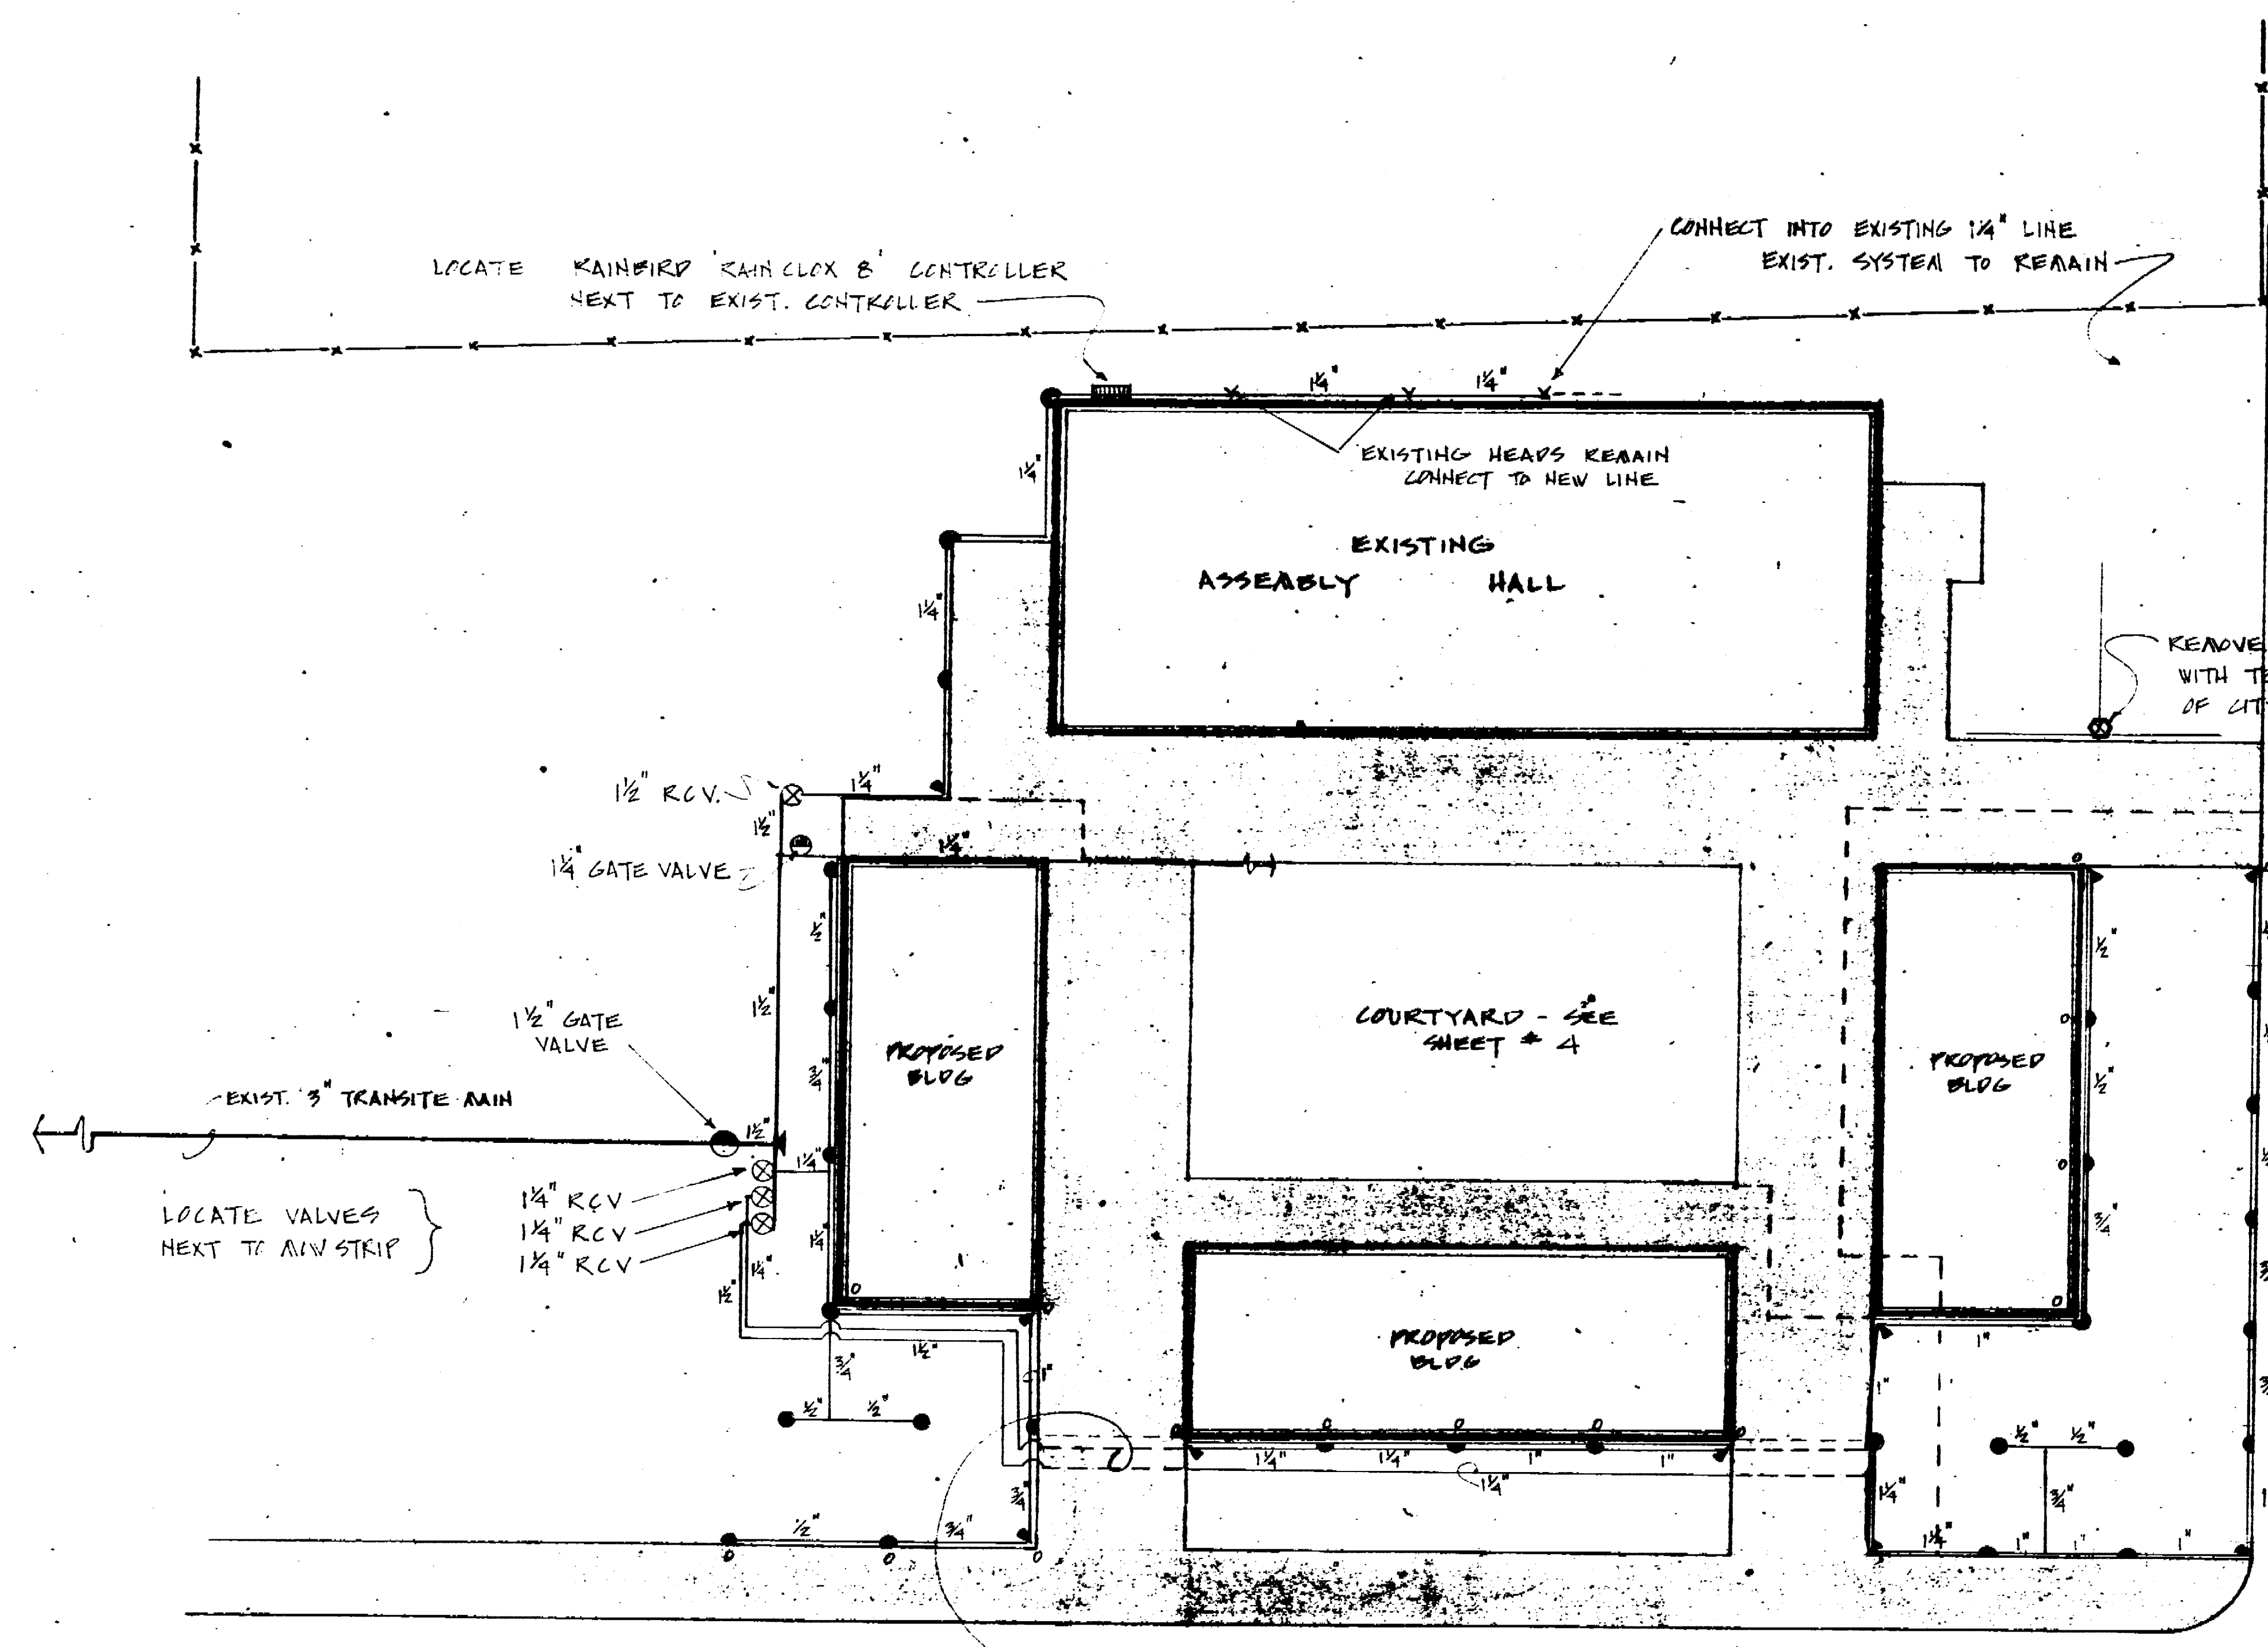 CONNECT INTO EXISTING 1¼" LINE
EXIST. SYSTEM TO REMAIN
LOCATE RAINBIRD 'RAIN CLOX 8' CONTROLLER
NEXT TO EXIST. CONTROLLER
1¼" 1¼"
1¼"
EXISTING HEADS REMAIN
CONNECT TO NEW LINE
EXISTING
ASSEMBLY HALL
1¼"
REMOVE
WITH
OF
1½" RCV.
1¼"
1½"
1¼"
1¼" GATE VALVE
½"
½"
1½"
1½" GATE
VALVE
COURTYARD - SEE
SHEET # 4
PROPOSED
BLDG
PROPOSED
BLDG
¾"
½"
EXIST. 3" TRANSITE MAIN
1½"
1¼"
LOCATE VALVES
NEXT TO MOW STRIP
1¼" RCV
1¼" RCV
1¼" RCV
1¼"
¾"
1½"
1¼"
PROPOSED
BLDG
1½"
1"
¾"
1"
1"
½" ½"
½" ½"
1¼" 1¼" 1" 1"
1¼"
¾"
1¼"
¾"
½" ¾"
1¼" 1" 1" 1"